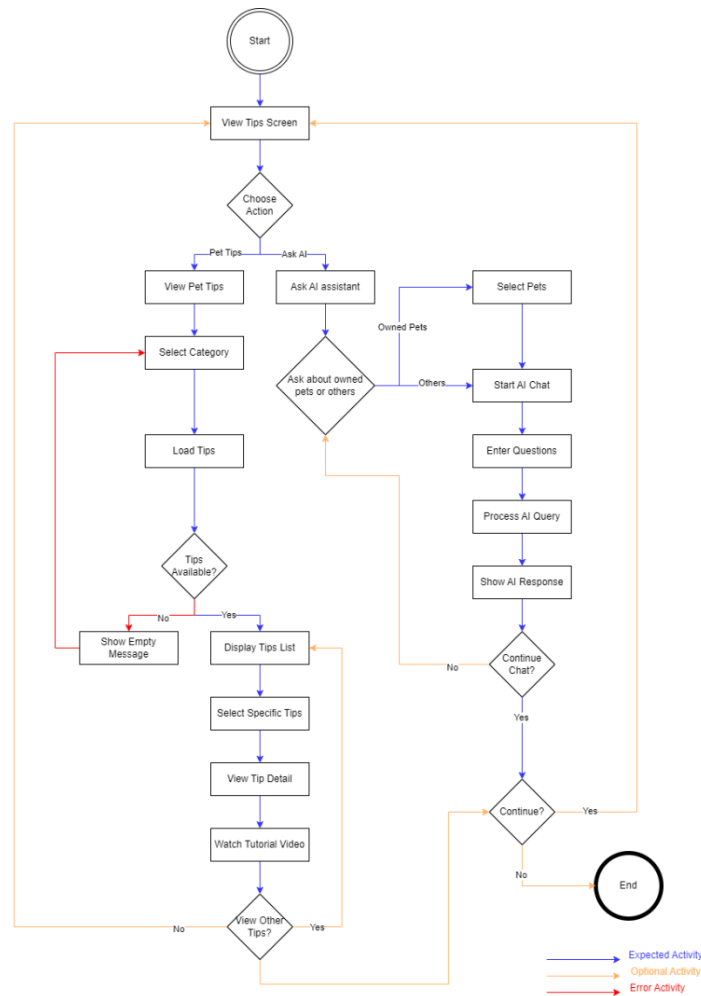 Start
View Tips Screen
Choose
Action
Pet Tips
Ask AI
View Pet Tips
Ask AI assistant
Select Pets
Owned Pets
Select Category
Ask about owned
pets or others
Others
Start AI Chat
Load Tips
Enter Questions
Process AI Query
Tips
Available?
Show AI Response
No
Yes
Show Empty
Message
Display Tips List
Continue
Chat?
No
Select Specific Tips
Yes
View Tip Detail
Continue?
Yes
Watch Tutorial Video
No
End
View Other
Tips?
No
Yes
Expected Activity
Optional Activity
Error Activity